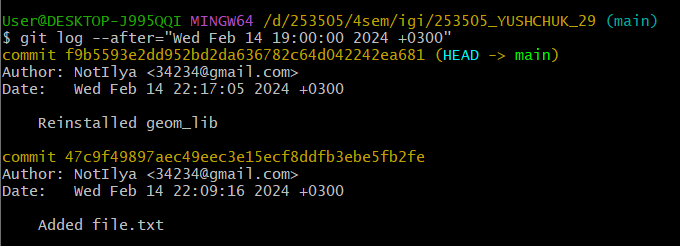 User@DESKTOP-J995QQI MINGW64 /d/253505/4sem/igi/253505_YUSHCHUK_29 (main)
$ git log --after="Wed Feb 14 19:00:00 2024 +0300"
commit f9b5593e2dd952bd2da636782c64d042242ea681 (HEAD -> main)
Author: NotIlya <34234@gmail.com>
Date:   Wed Feb 14 22:17:05 2024 +0300

    Reinstalled geom_lib

commit 47c9f49897aec49eec3e15ecf8ddfb3ebe5fb2fe
Author: NotIlya <34234@gmail.com>
Date:   Wed Feb 14 22:09:16 2024 +0300

    Added file.txt